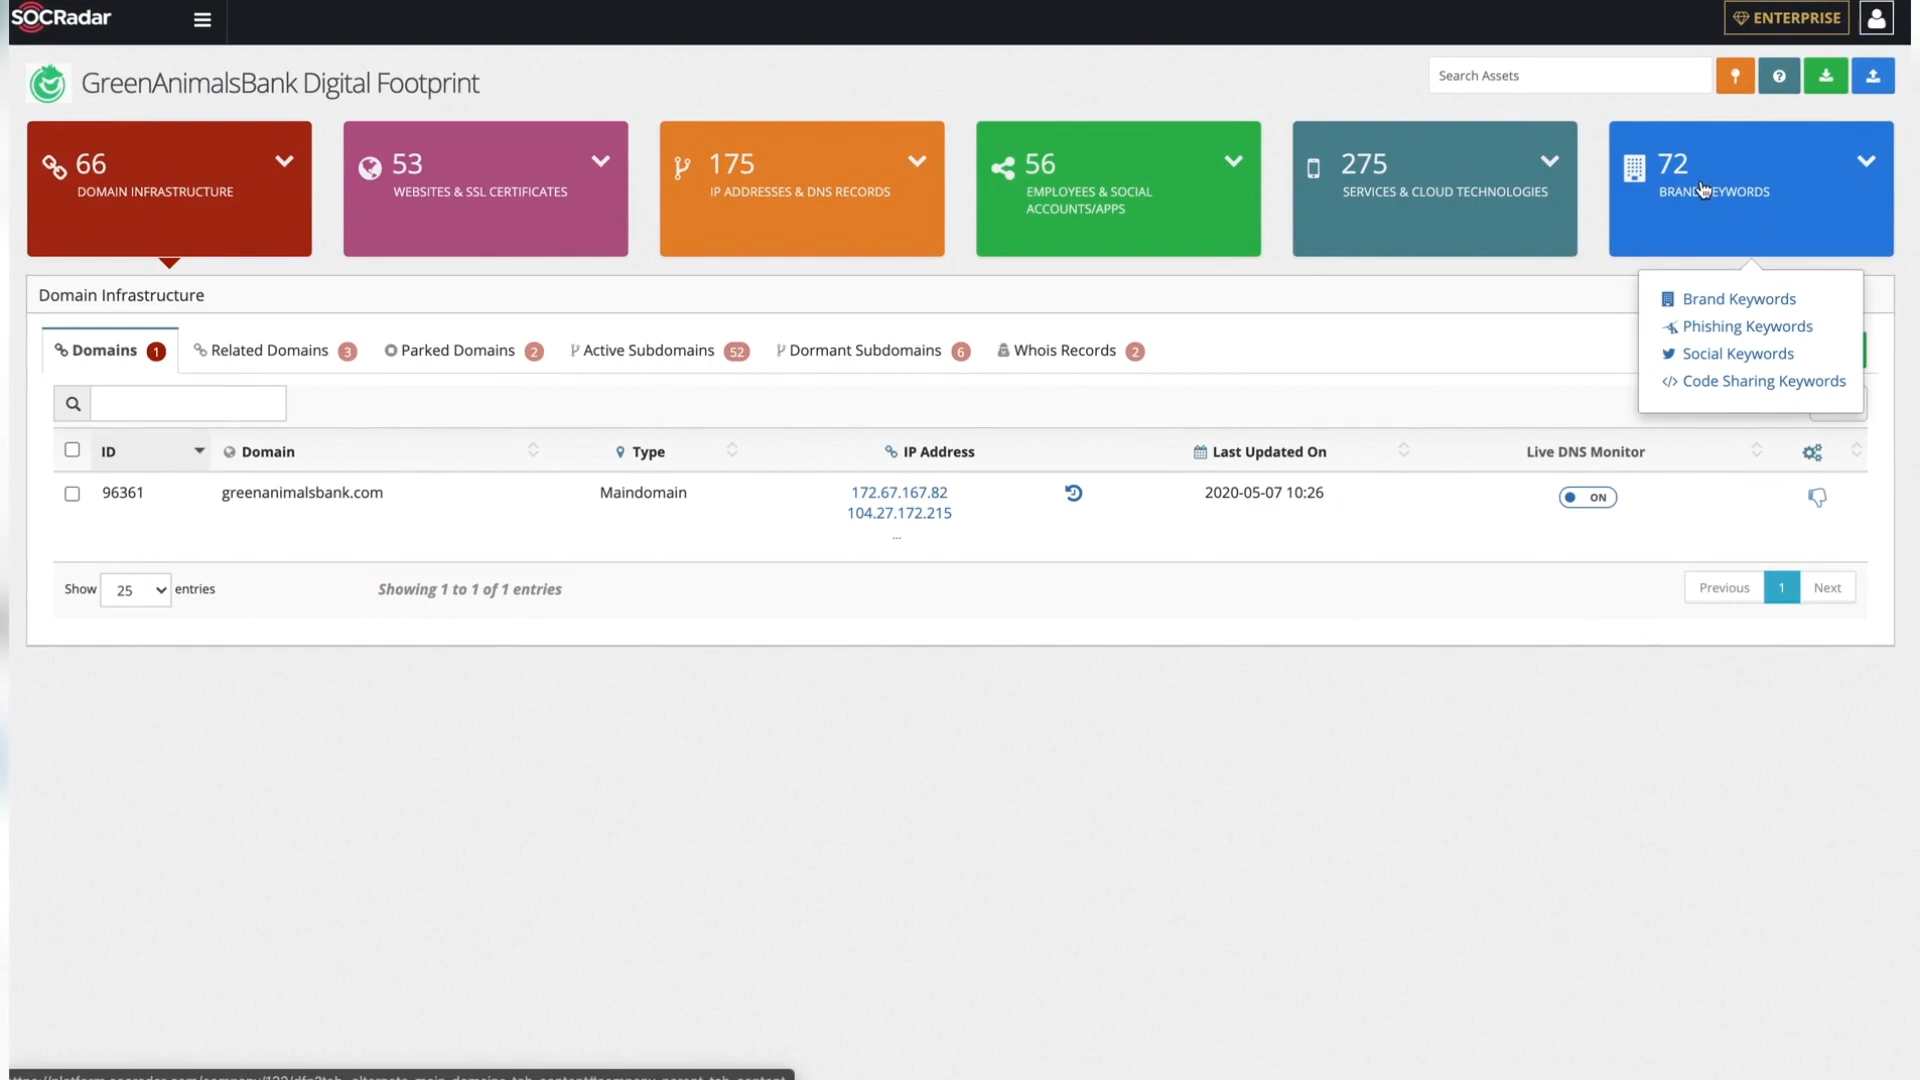 SOCRadar
ENTERPRISE
GreenAnimalsBank Digital Footprint
Search Assets
66
DOMAIN INFRASTRUCTURE
53
WEBSITES & SSL CERTIFICATES
175
IP ADDRESSES & DNS RECORDS
56
EMPLOYEES & SOCIAL
ACCOUNTS/APPS
275
SERVICES & CLOUD TECHNOLOGIES
72
BRAND KEYWORDS
Domain Infrastructure
Brand Keywords
Phishing Keywords
Social Keywords
Code Sharing Keywords
Domains 1
Related Domains 3
Parked Domains 2
Active Subdomains 52
Dormant Subdomains 6
Whois Records 2
ID Domain Type IP Address Last Updated On Live DNS Monitor
96361 greenanimalsbank.com Maindomain 172.67.167.82 2020-05-07 10:26 ON
104.27.172.215
...
Show 25 entries Showing 1 to 1 of 1 entries Previous 1 Next